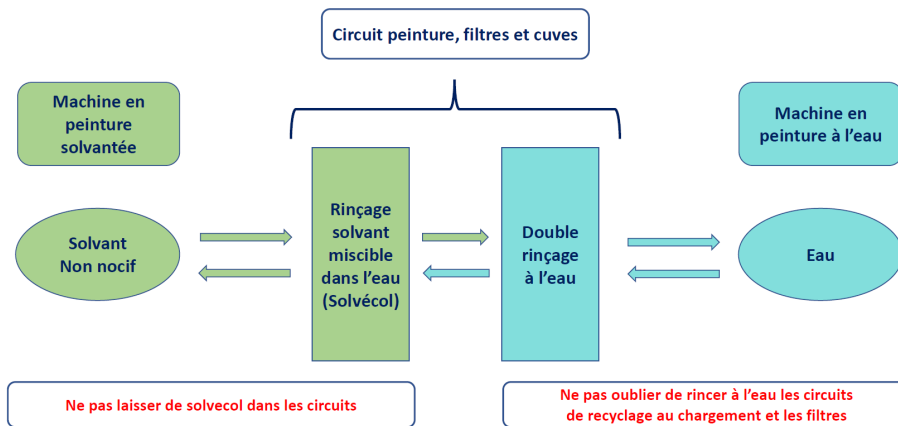 Circuit peinture, filtres et cuves
Machine en
peinture
solvantée
Machine en
peinture à l’eau
Solvant
Non nocif
Rinçage
solvant
miscible
dans l’eau
(Solvécol)
Double
rinçage
à l’eau
Eau
Ne pas laisser de solvecol dans les circuits
Ne pas oublier de rincer à l’eau les circuits
de recyclage au chargement et les filtres